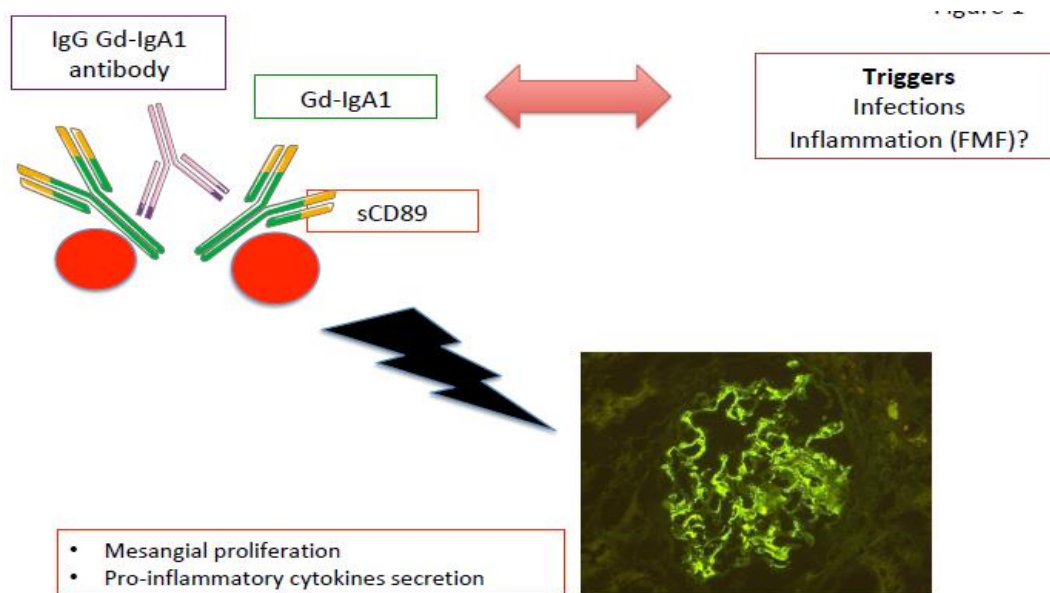 IgG Gd-IgA1
antibody
Gd-IgA1
sCD89
Triggers
Infections
Inflammation (FMF)?
• Mesangial proliferation
• Pro-inflammatory cytokines secretion